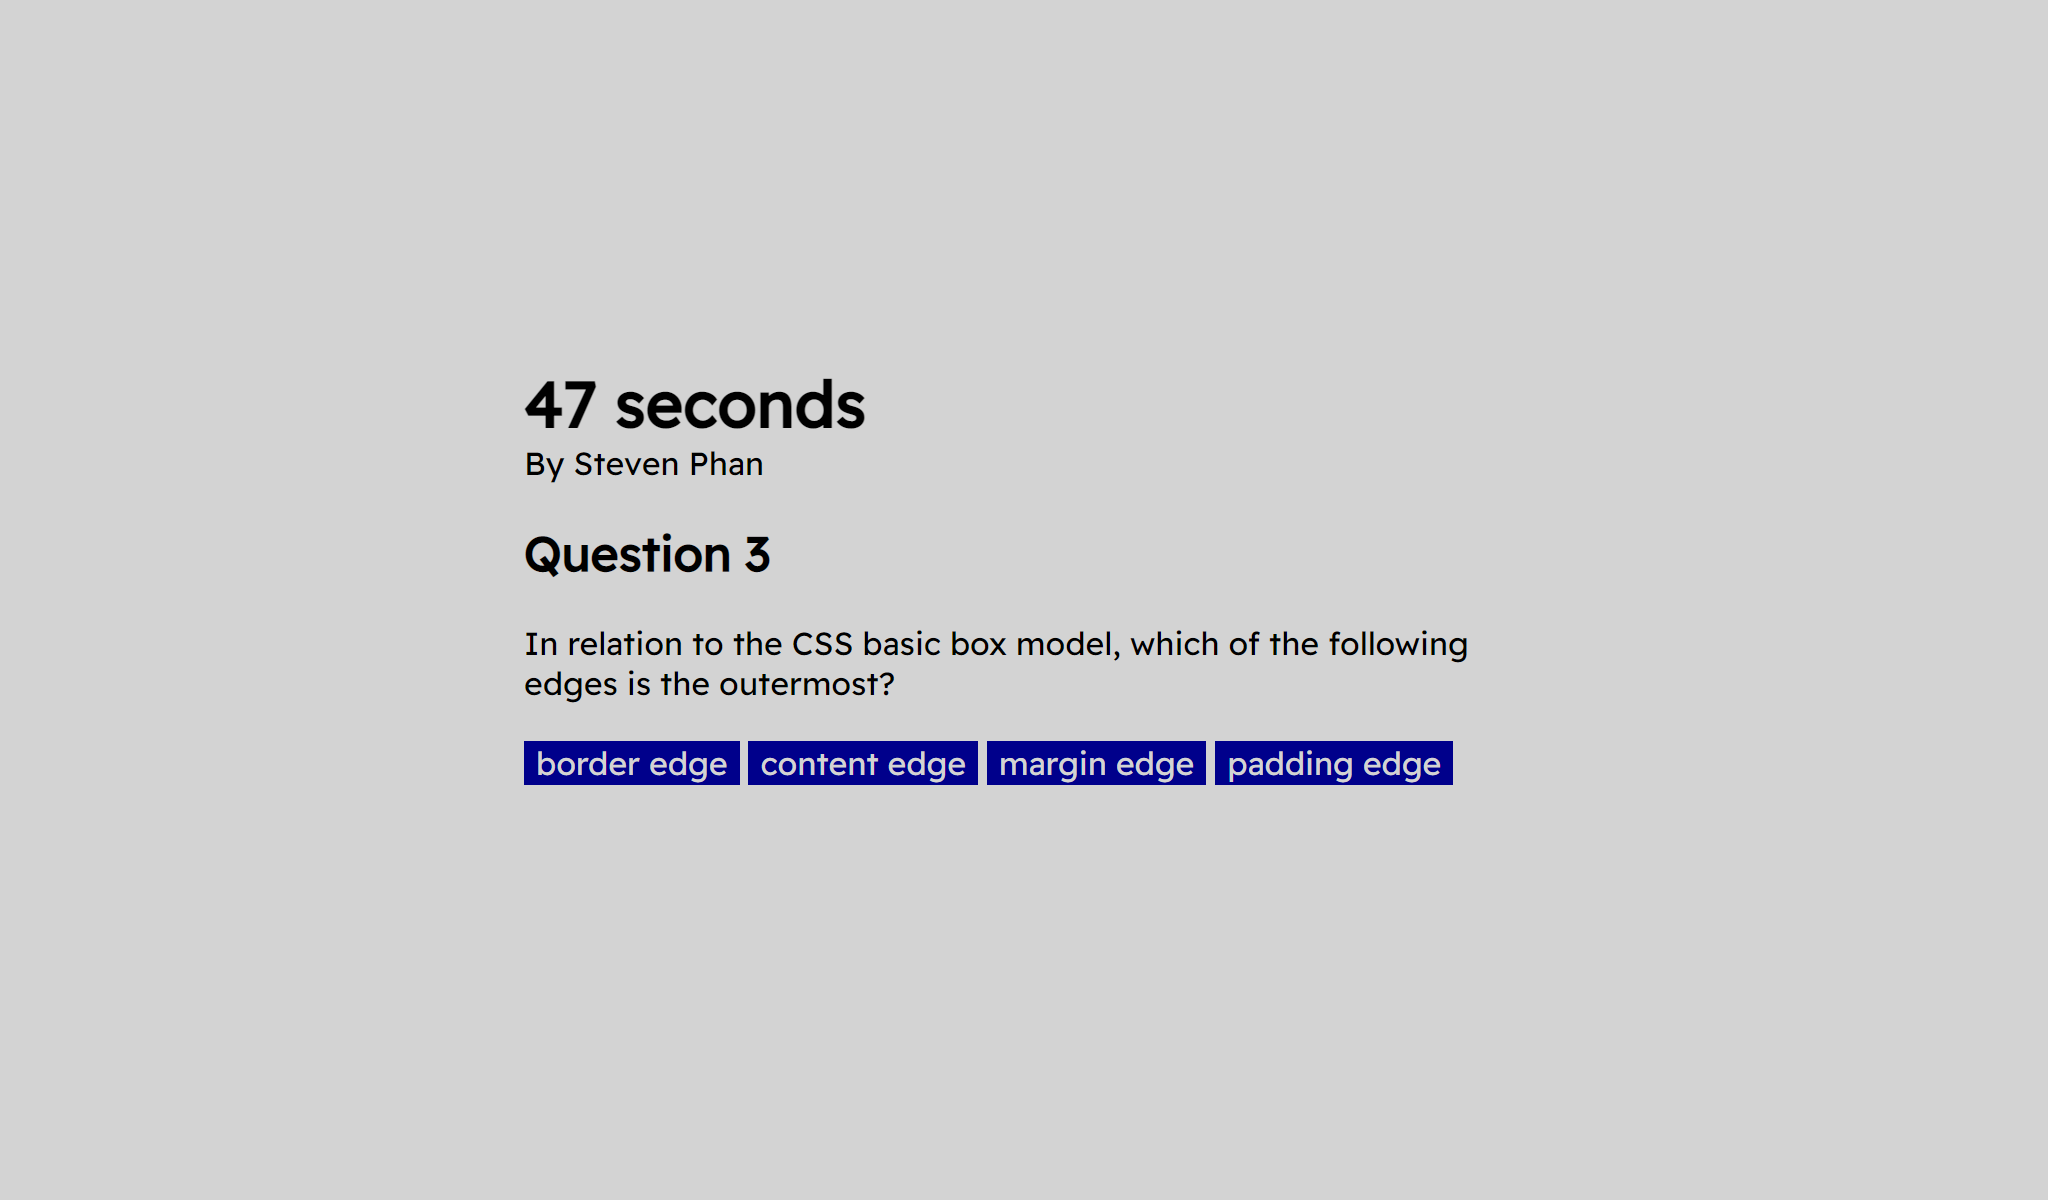 47 seconds
By Steven Phan
Question 3
In relation to the CSS basic box model, which of the following
edges is the outermost?
border edge content edge margin edge padding edge